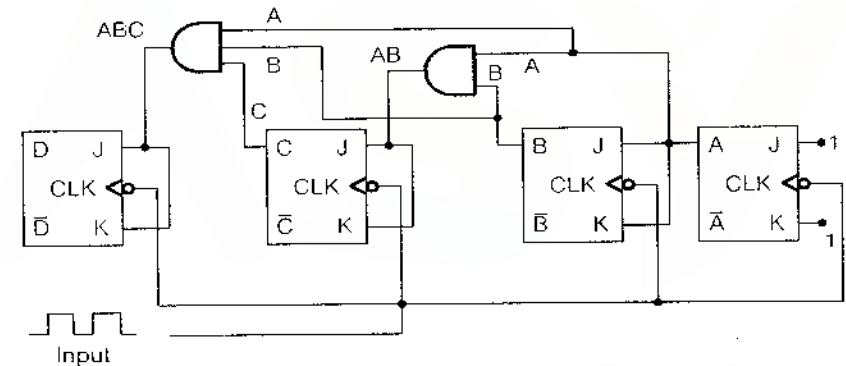 A
ABC
AB
B
A
B
C
D J
CLK
D̅ K
C J
CLK
C̅ K
B J
CLK
B̅ K
A J
CLK
A̅ K
1
1
Input